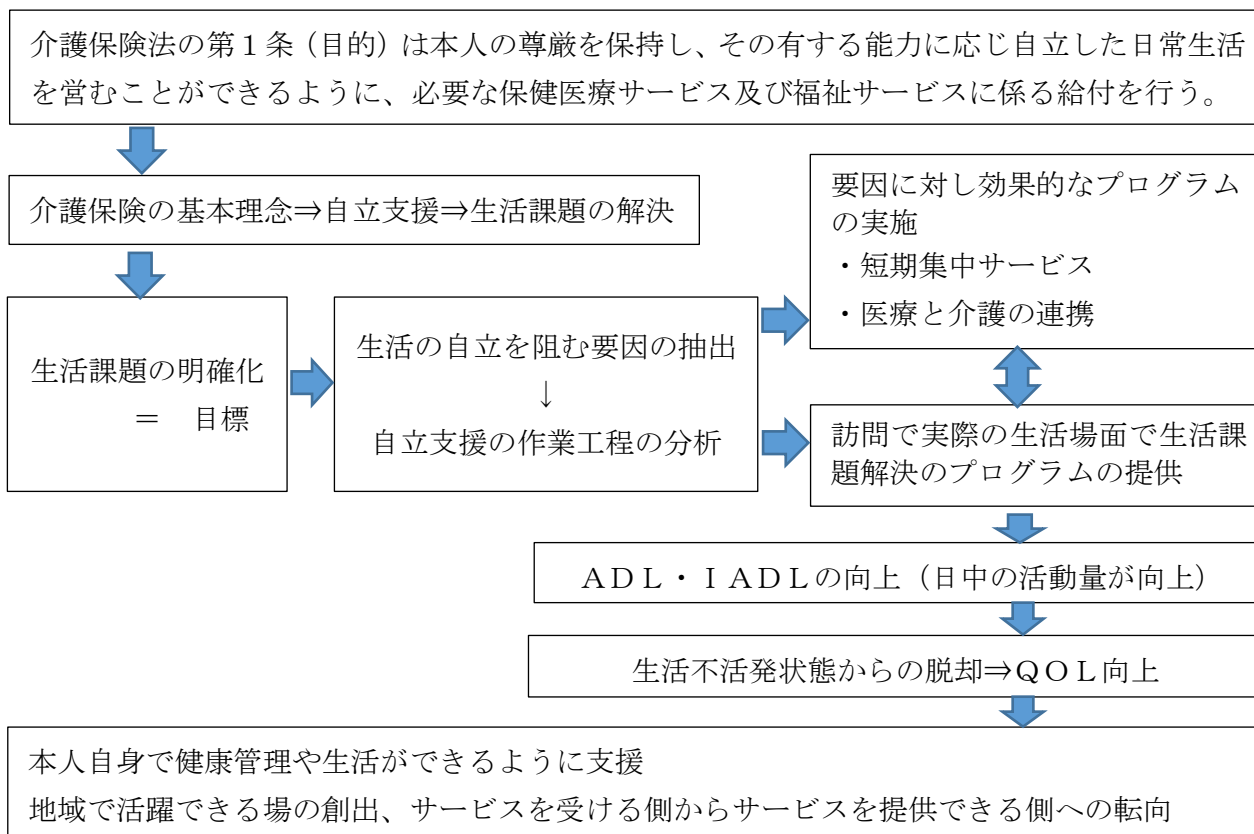 介護保険法の第１条（目的）は本人の尊厳を保持し、その有する能力に応じ自立した日常生活
を営むことができるように、必要な保健医療サービス及び福祉サービスに係る給付を行う。
介護保険の基本理念⇒自立支援⇒生活課題の解決
生活課題の明確化
＝　目標
生活の自立を阻む要因の抽出
↓
自立支援の作業工程の分析
要因に対し効果的なプログラム
の実施
・短期集中サービス
・医療と介護の連携
訪問で実際の生活場面で生活課
題解決のプログラムの提供
ＡＤＬ・ＩＡＤＬの向上（日中の活動量が向上）
生活不活発状態からの脱却⇒ＱＯＬ向上
本人自身で健康管理や生活ができるように支援
地域で活躍できる場の創出、サービスを受ける側からサービスを提供できる側への転向